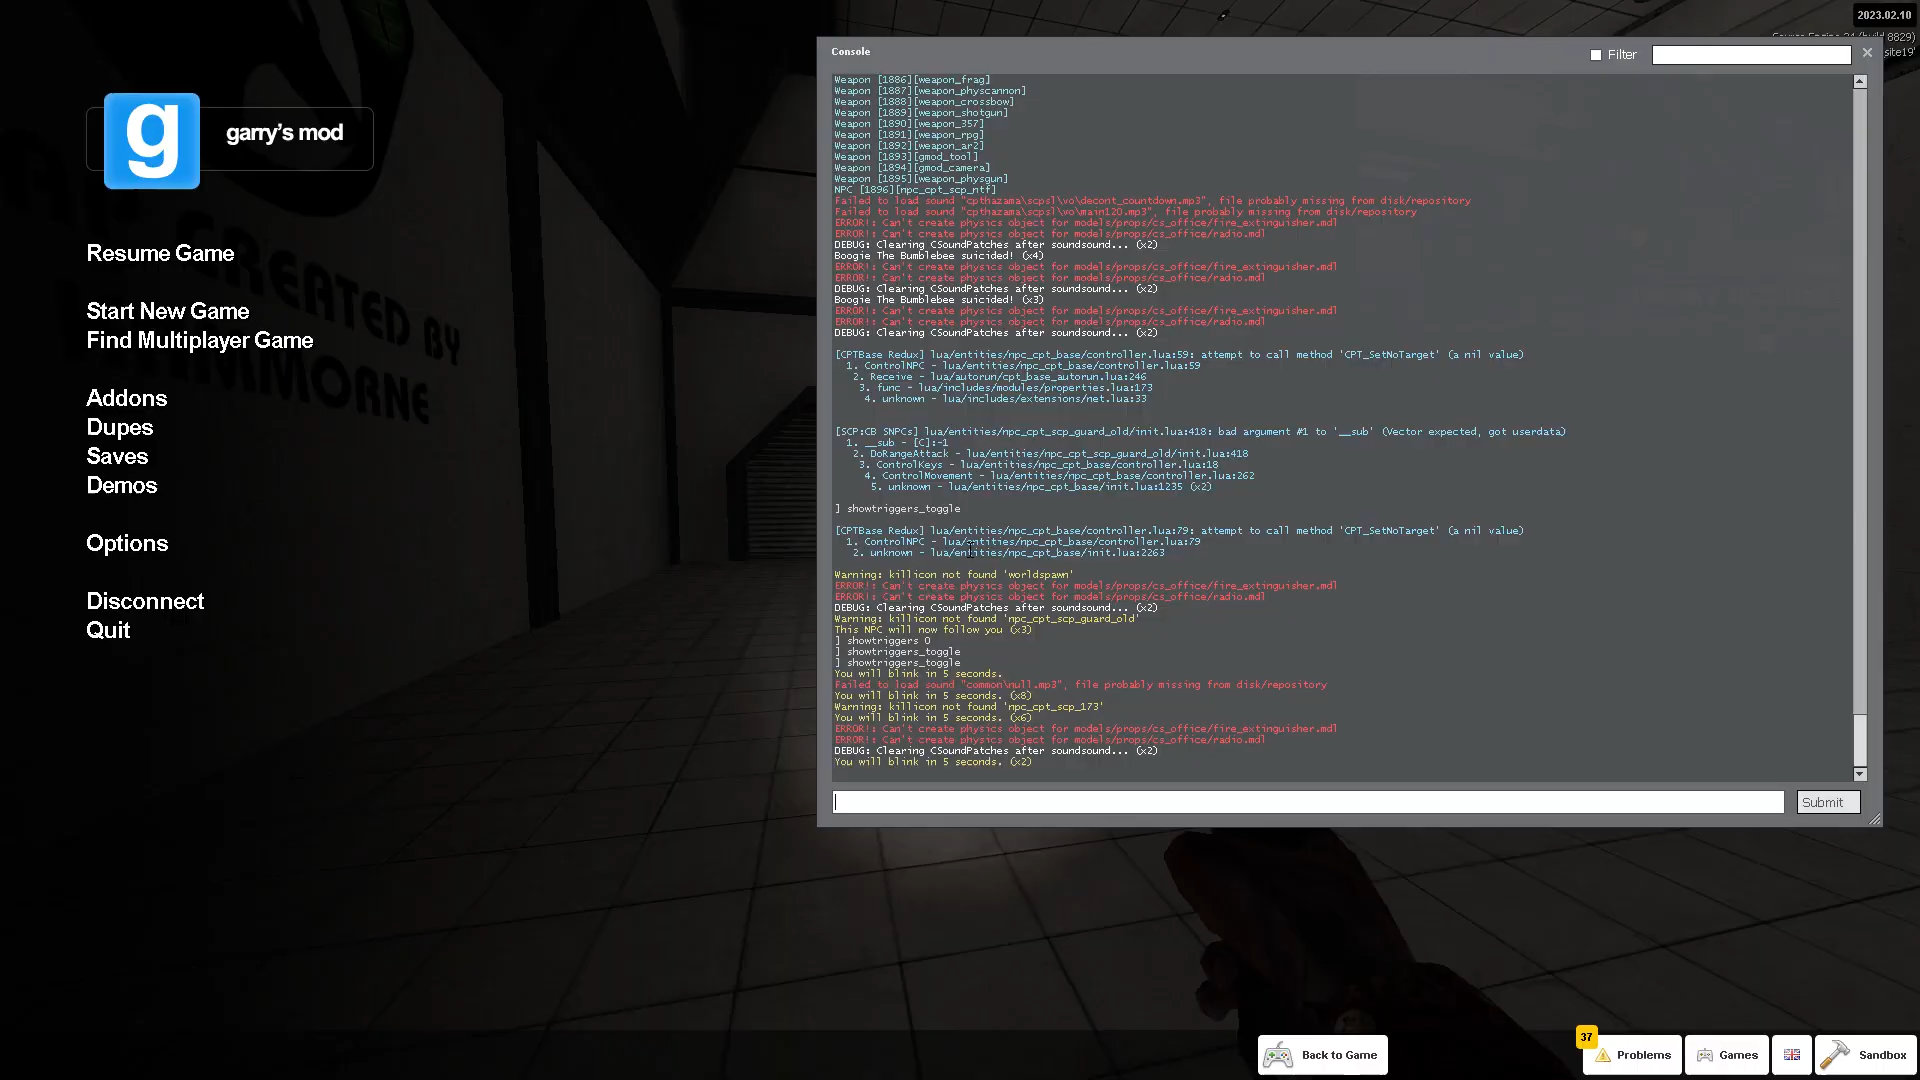 2023.02.10
site19'
g garry's mod
Resume Game
Start New Game
Find Multiplayer Game
Addons
Dupes
Saves
Demos
Options
Disconnect
Quit
CREATED BY
Console
Filter
Weapon [1886][weapon_frag]
Weapon [1887][weapon_physcannon]
Weapon [1888][weapon_crossbow]
Weapon [1889][weapon_shotgun]
Weapon [1890][weapon_357]
Weapon [1891][weapon_rpg]
Weapon [1892][weapon_ar2]
Weapon [1893][gmod_tool]
Weapon [1894][gmod_camera]
Weapon [1895][weapon_physgun]
NPC [1896][npc_cpt_scp_ntf]
Failed to load sound "cpthazama\scpsl\vo\decont_countdown.mp3", file probably missing from disk/repository
Failed to load sound "cpthazama\scpsl\vo\main120.mp3", file probably missing from disk/repository
ERROR!: Can't create physics object for models/props/cs_office/fire_extinguisher.mdl
ERROR!: Can't create physics object for models/props/cs_office/radio.mdl
DEBUG: Clearing CSoundPatches after soundsound... (x2)
Boogie The Bumblebee suicided! (x4)
ERROR!: Can't create physics object for models/props/cs_office/fire_extinguisher.mdl
ERROR!: Can't create physics object for models/props/cs_office/radio.mdl
DEBUG: Clearing CSoundPatches after soundsound... (x2)
Boogie The Bumblebee suicided! (x3)
ERROR!: Can't create physics object for models/props/cs_office/fire_extinguisher.mdl
ERROR!: Can't create physics object for models/props/cs_office/radio.mdl
DEBUG: Clearing CSoundPatches after soundsound... (x2)
[CPTBase Redux] lua/entities/npc_cpt_base/controller.lua:59: attempt to call method 'CPT_SetNoTarget' (a nil value)
1. ControlNPC - lua/entities/npc_cpt_base/controller.lua:59
2. Receive - lua/autorun/cpt_base_autorun.lua:246
3. func - lua/includes/modules/properties.lua:173
4. unknown - lua/includes/extensions/net.lua:33
[SCP:CB SNPCs] lua/entities/npc_cpt_scp_guard_old/init.lua:418: bad argument #1 to '__sub' (Vector expected, got userdata)
1. __sub - [C]:-1
2. DoRangeAttack - lua/entities/npc_cpt_scp_guard_old/init.lua:418
3. ControlKeys - lua/entities/npc_cpt_base/controller.lua:18
4. ControlMovement - lua/entities/npc_cpt_base/controller.lua:262
5. unknown - lua/entities/npc_cpt_base/init.lua:1235 (x2)
] showtriggers_toggle
[CPTBase Redux] lua/entities/npc_cpt_base/controller.lua:79: attempt to call method 'CPT_SetNoTarget' (a nil value)
1. ControlNPC - lua/entities/npc_cpt_base/controller.lua:79
2. unknown - lua/entities/npc_cpt_base/init.lua:2263
Warning: killicon not found 'worldspawn'
ERROR!: Can't create physics object for models/props/cs_office/fire_extinguisher.mdl
ERROR!: Can't create physics object for models/props/cs_office/radio.mdl
DEBUG: Clearing CSoundPatches after soundsound... (x2)
Warning: killicon not found 'npc_cpt_scp_guard_old'
This NPC will now follow you (x3)
] showtriggers 0
] showtriggers_toggle
] showtriggers_toggle
You will blink in 5 seconds.
Failed to load sound "common\null.mp3", file probably missing from disk/repository
You will blink in 5 seconds. (x8)
Warning: killicon not found 'npc_cpt_scp_173'
You will blink in 5 seconds. (x6)
ERROR!: Can't create physics object for models/props/cs_office/fire_extinguisher.mdl
ERROR!: Can't create physics object for models/props/cs_office/radio.mdl
DEBUG: Clearing CSoundPatches after soundsound... (x2)
You will blink in 5 seconds. (x2)
Submit
Back to Game
37
Problems
Games
Sandbox